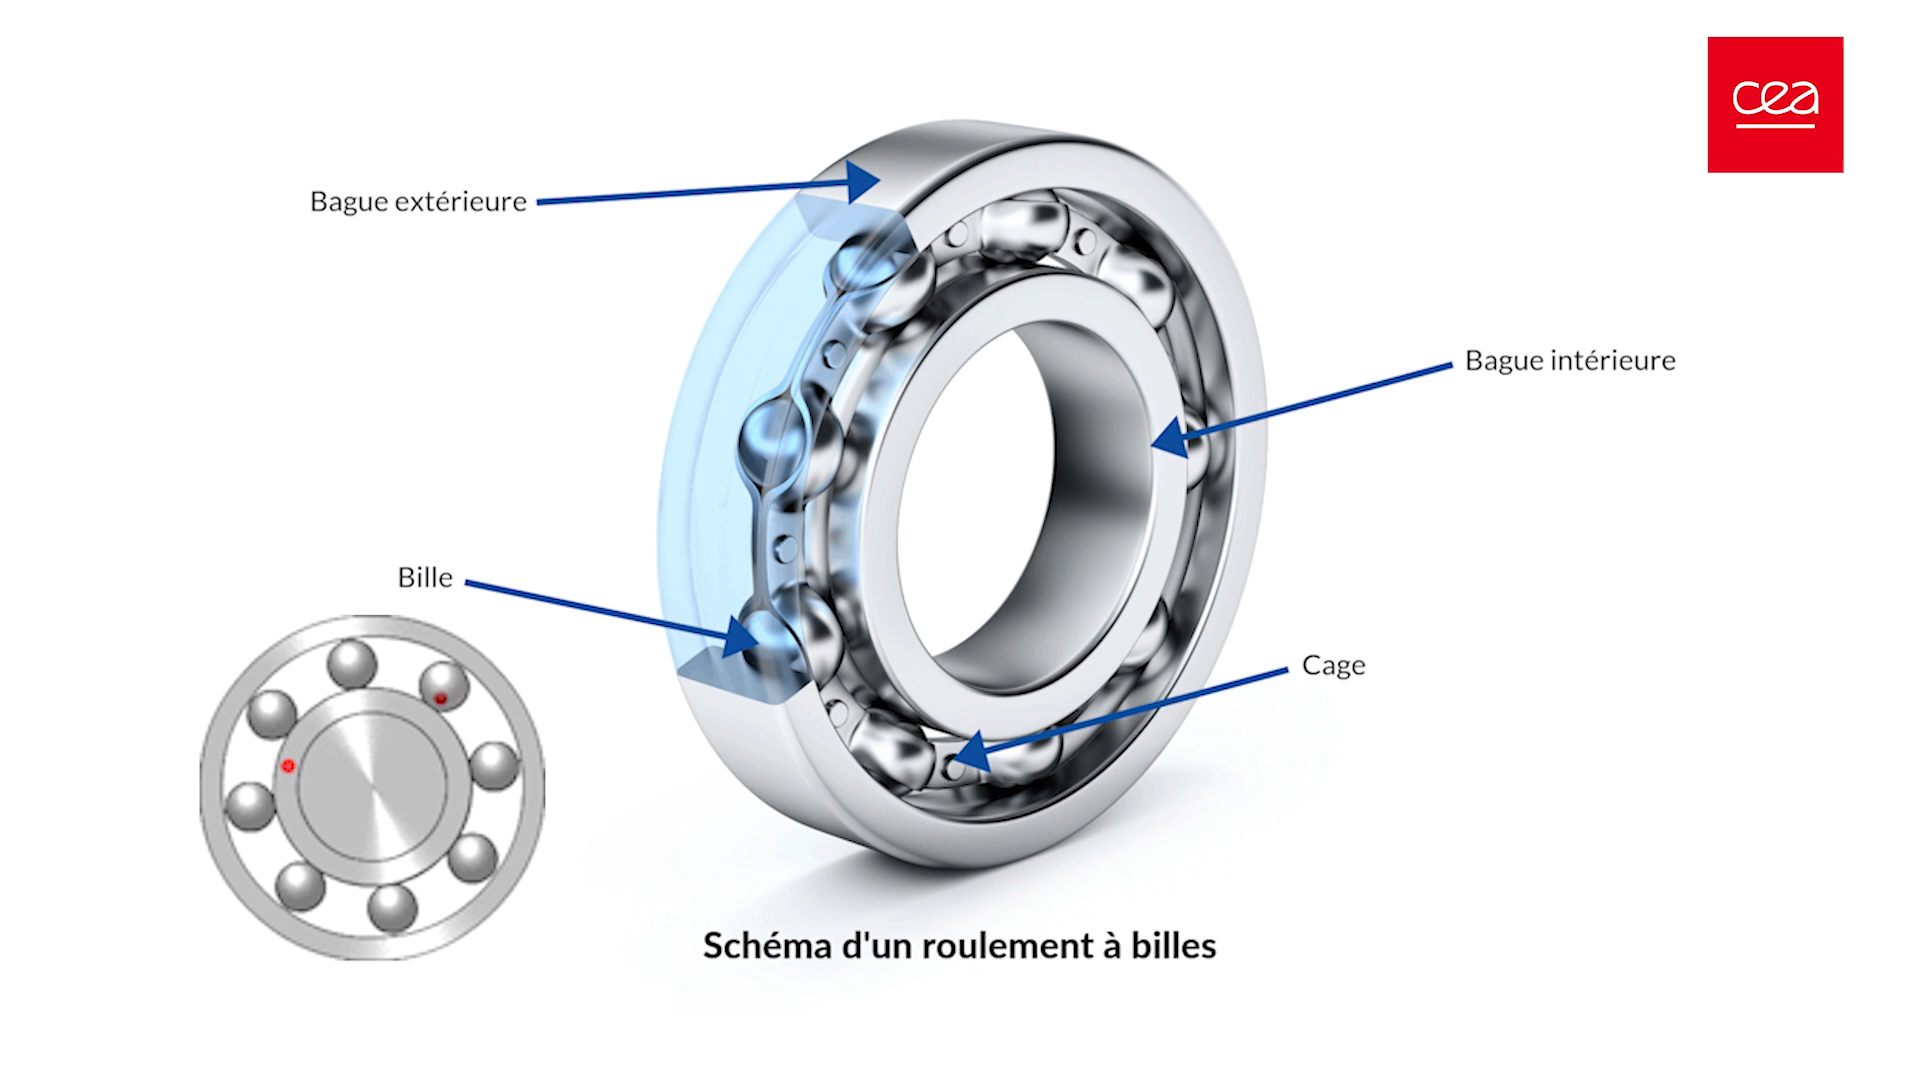 cea
Bague extérieure
Bague intérieure
Bille
Cage
Schéma d'un roulement à billes